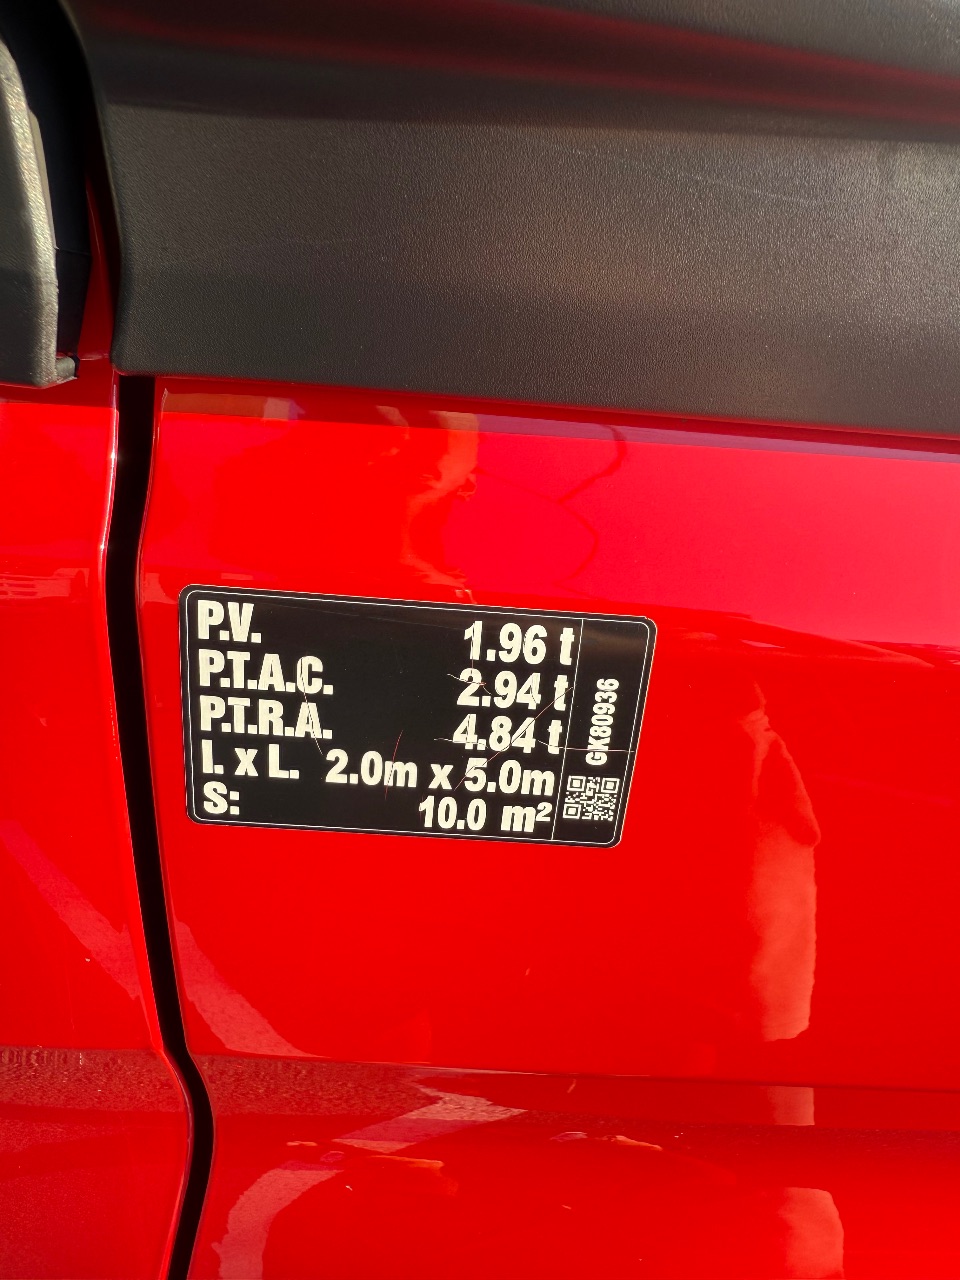 P.V. 1.96 t
P.T.A.C. 2.94 t
P.T.R.A. 4.84 t
l. x L. 2.0m x 5.0m
S: 10.0 m²
GK80936